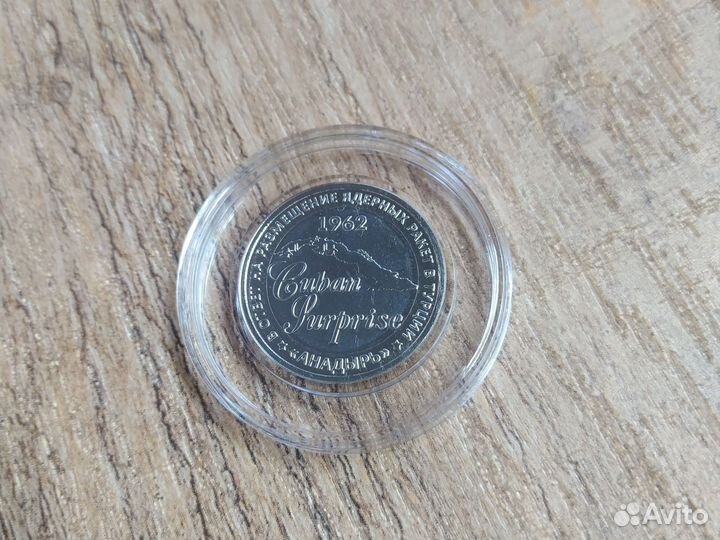 В ОТВЕТ НА РАЗМЕЩЕНИЕ ЯДЕРНЫХ РАКЕТ В ТУРЦИИ
1962
Cuban
Surprise
«АНАДЫРЬ»
Avito